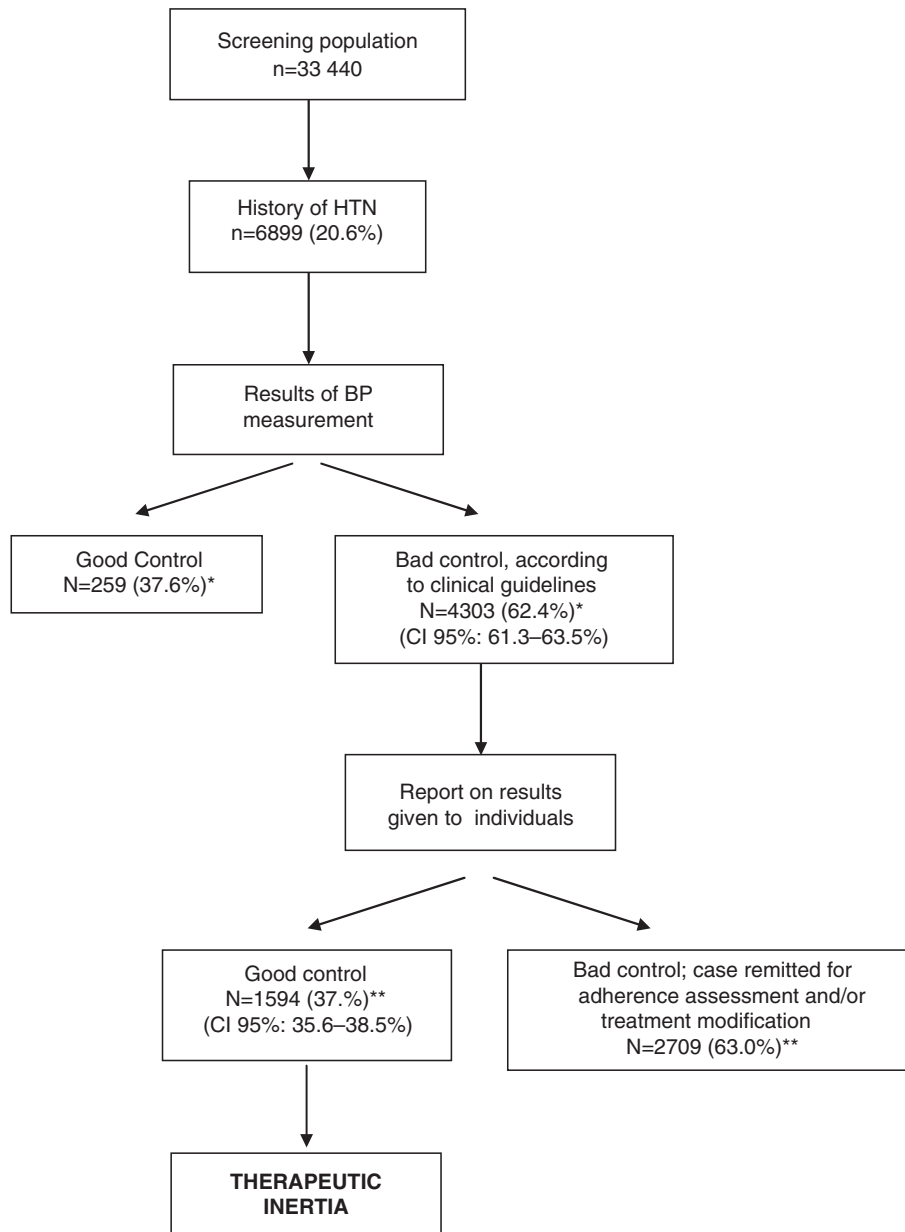 Screening population
n=33 440
History of HTN
n=6899 (20.6%)
Results of BP
measurement
Good Control
N=259 (37.6%)*
Bad control, according
to clinical guidelines
N=4303 (62.4%)*
(CI 95%: 61.3–63.5%)
Report on results
given to individuals
Good control
N=1594 (37.%)**
(CI 95%: 35.6–38.5%)
Bad control; case remitted for
adherence assessment and/or
treatment modification
N=2709 (63.0%)**
THERAPEUTIC
INERTIA